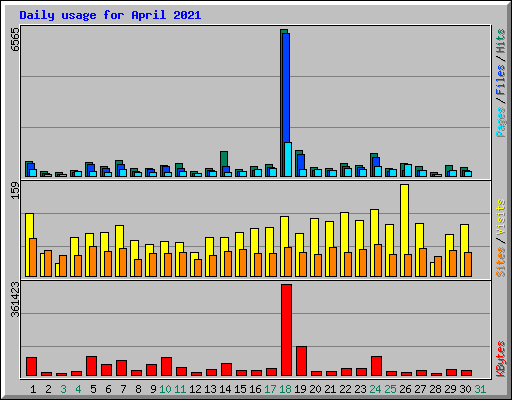 Daily usage for April 2021
6565
Pages / Files / Hits
159
Sites / Visits
361423
KBytes
1 2 3 4 5 6 7 8 9 10 11 12 13 14 15 16 17 18 19 20 21 22 23 24 25 26 27 28 29 30 31